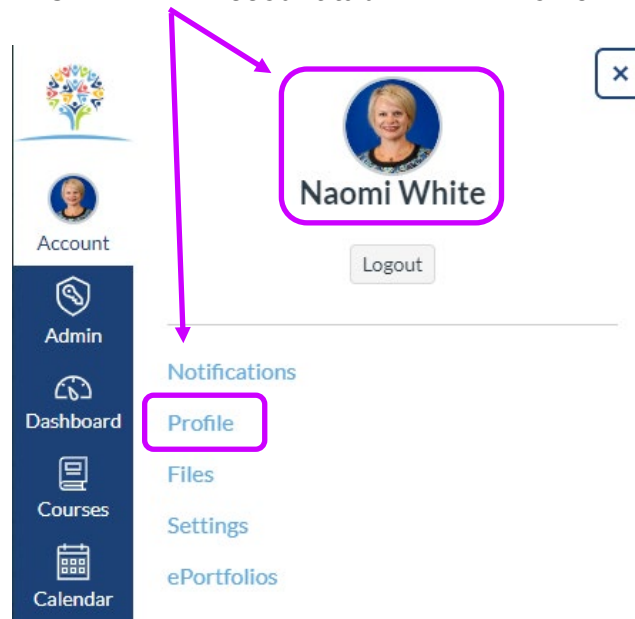 Naomi White
Account
Logout
Admin
Notifications
Dashboard
Profile
Files
Courses
Settings
ePortfolios
Calendar